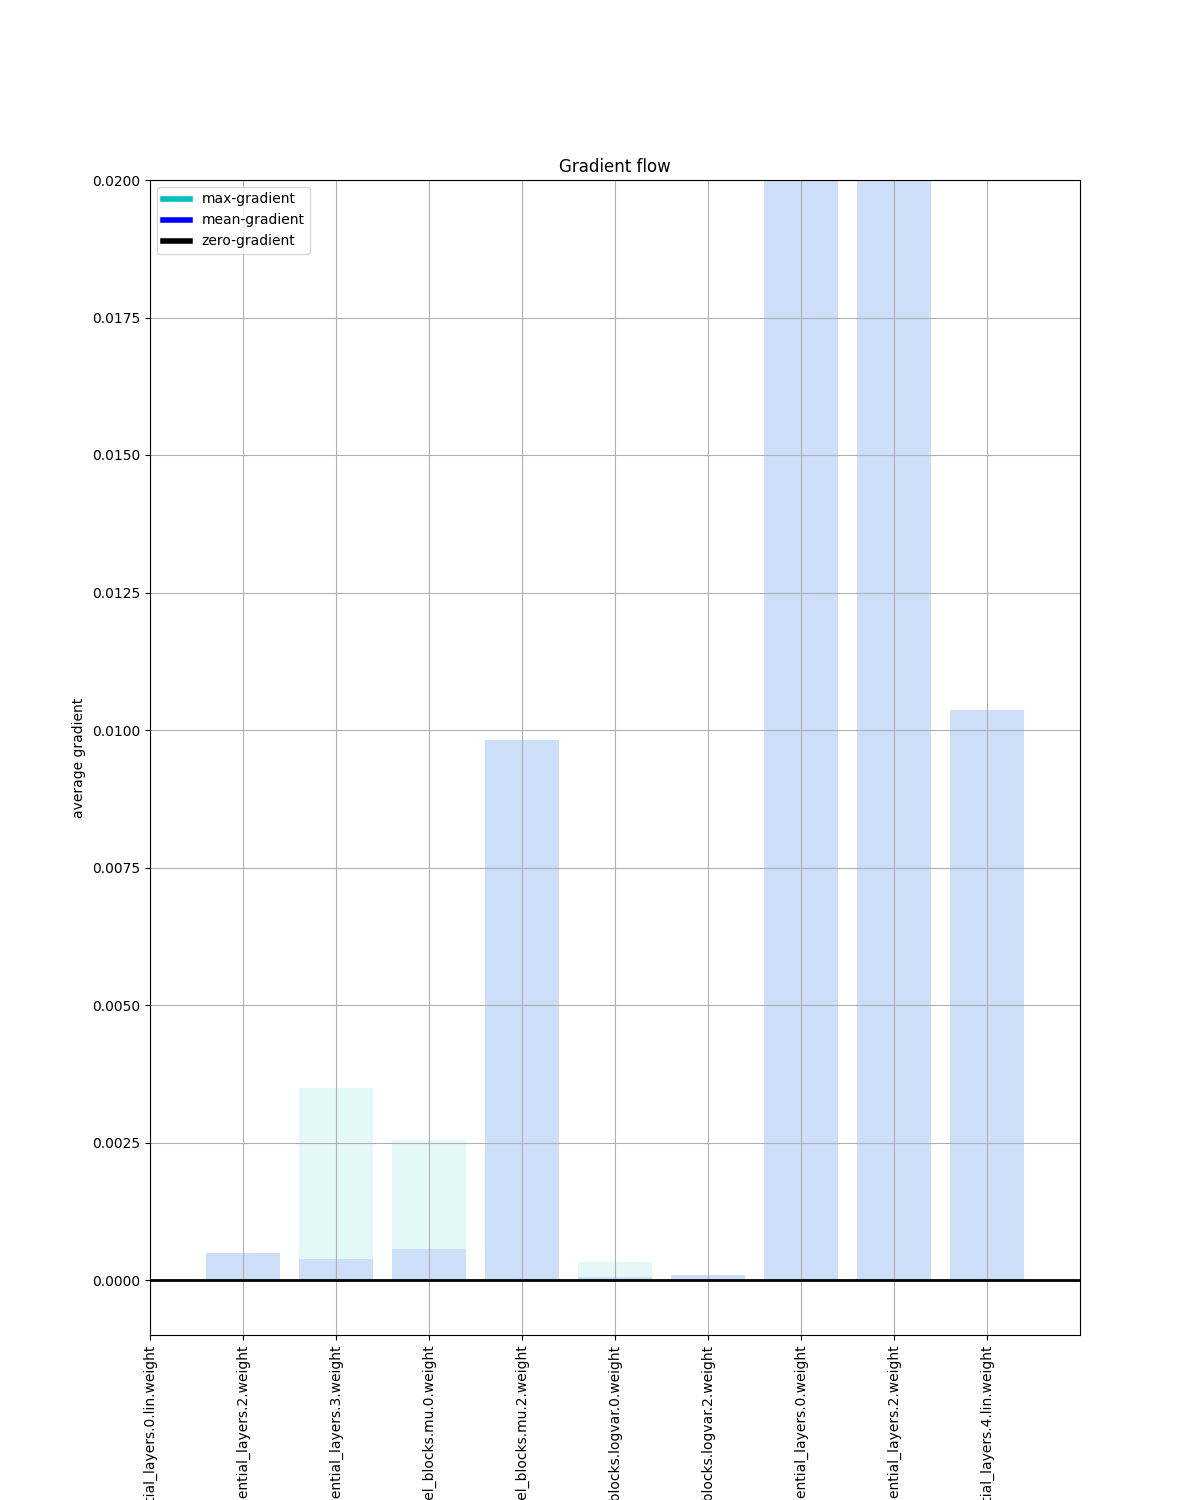 Gradient flow
max-gradient
mean-gradient
zero-gradient
0.0200
0.0175
0.0150
0.0125
0.0100
0.0075
0.0050
0.0025
0.0000
average gradient
tial_layers.0.lin.weight
ential_layers.2.weight
ential_layers.3.weight
el_blocks.mu.0.weight
el_blocks.mu.2.weight
blocks.logvar.0.weight
blocks.logvar.2.weight
ential_layers.0.weight
ential_layers.2.weight
tial_layers.4.lin.weight